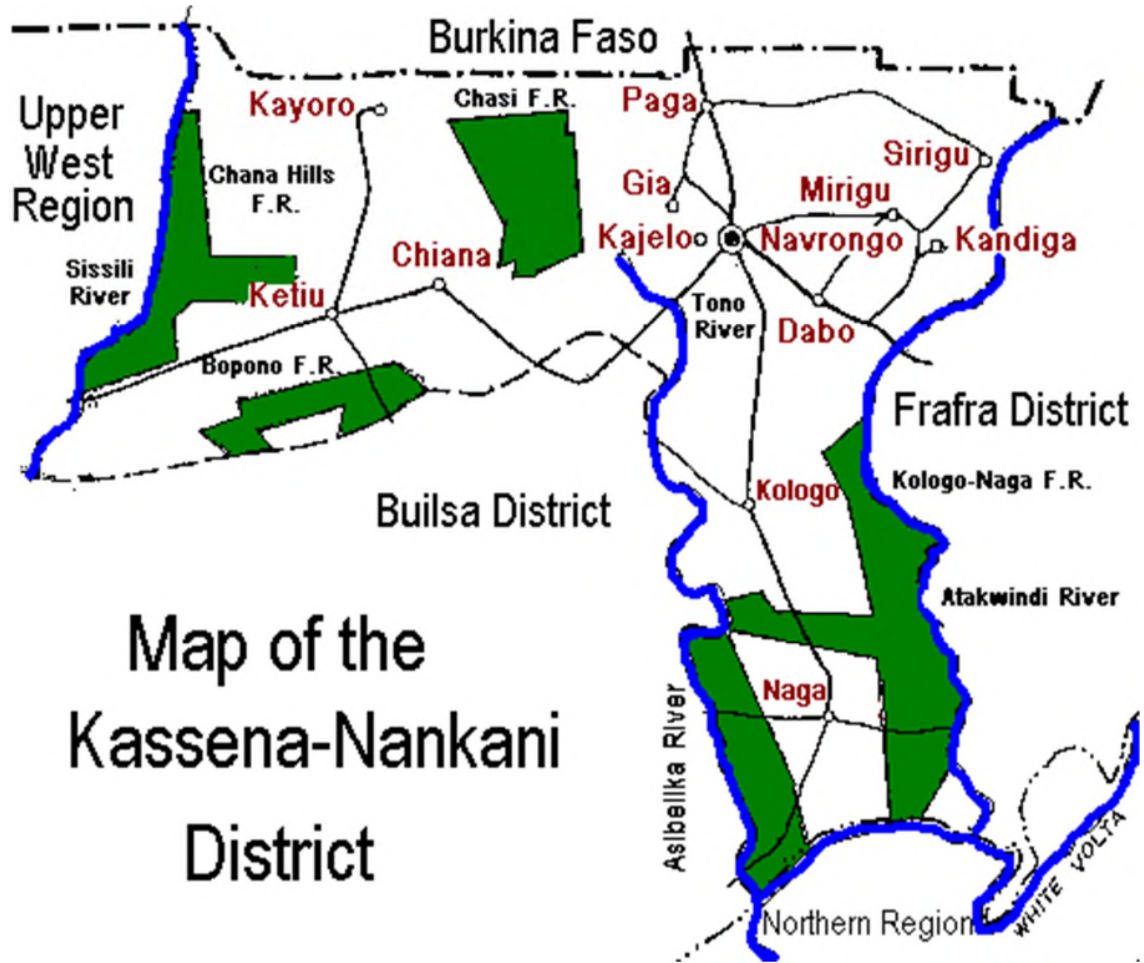 Burkina Faso
Upper
West
Region
Kayoro
Chasi F.R.
Paga
Sirigu
Chana Hills
F.R.
Gia
Mirigu
Kajelo
Navrongo
Kandiga
Sissili
River
Chiana
Ketiu
Tono
River
Dabo
Bopono F.R.
Frafra District
Kologo-Naga F.R.
Builsa District
Kologo
Atakwindi River
Map of the
Kassena-Nankani
District
Naga
Asibelika River
WHITE VOLTA
Northern Region